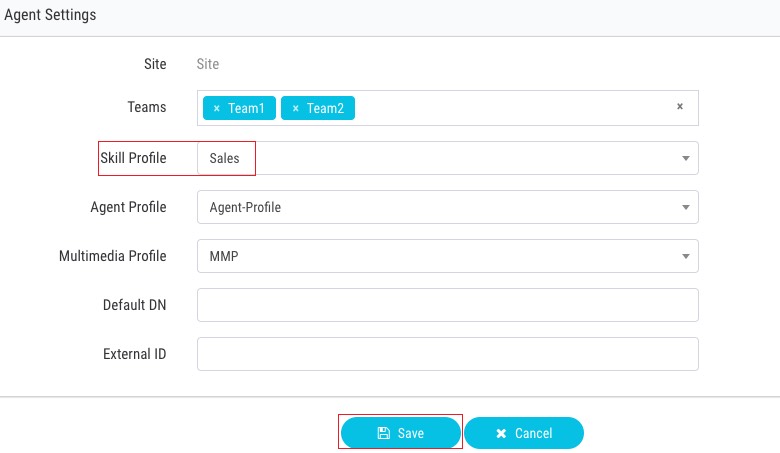 Agent Settings
Site Site
Teams × Team1 × Team2 ×
Skill Profile Sales
Agent Profile Agent-Profile
Multimedia Profile MMP
Default DN
External ID
Save ✖ Cancel